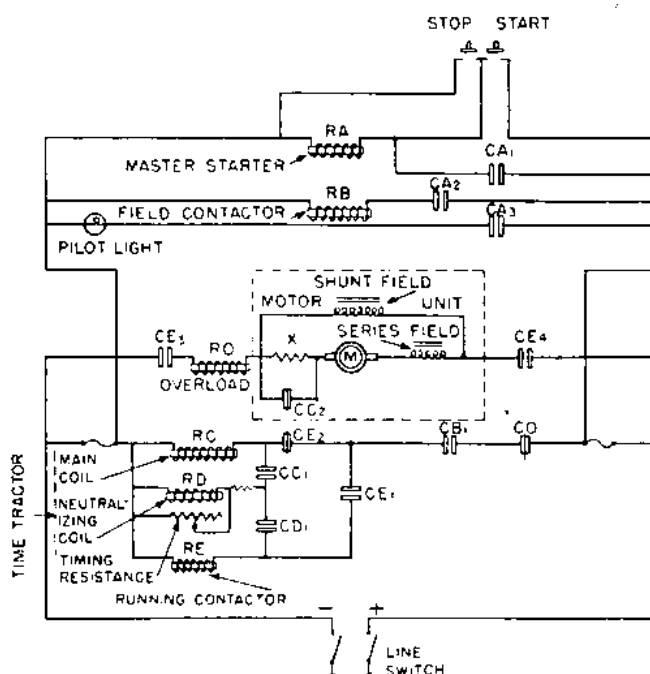 STOP START
RA
MASTER STARTER
CA1
RB
CA2
FIELD CONTACTOR
CA3
R
PILOT LIGHT
SHUNT FIELD
MOTOR UNIT
SERIES FIELD
CE3
RO
X
M
CE4
OVERLOAD
CC2
RC
CE2
CB1
CO
MAIN
COIL
CC1
RD
CE1
NEUTRAL-
IZING
COIL
CD1
TIMING
RESISTANCE
RE
RUNNING CONTACTOR
TIME TRACTOR
− +
LINE
SWITCH